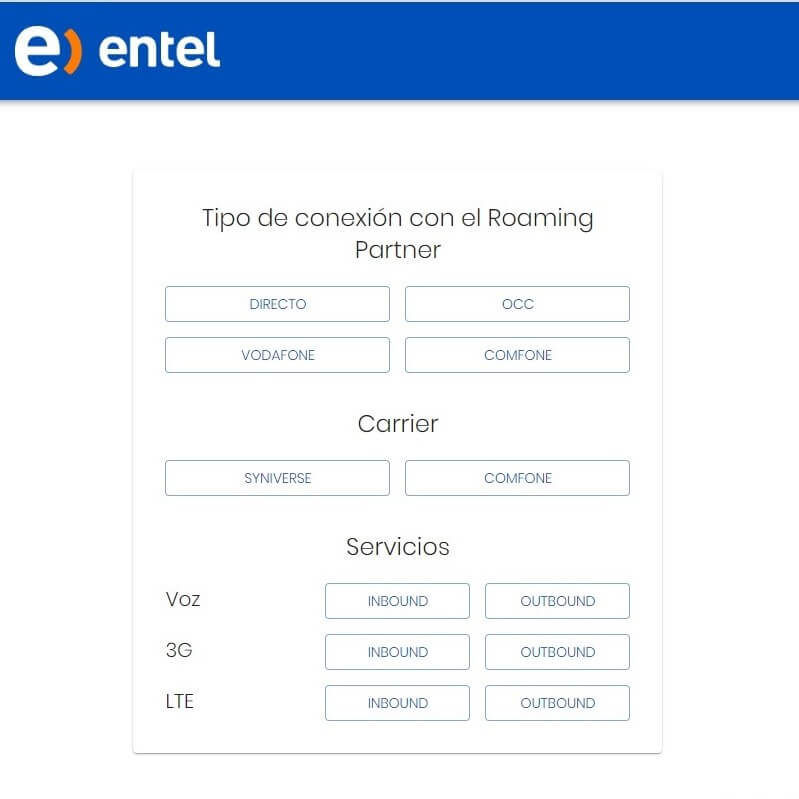 e) entel
Tipo de conexión con el Roaming
Partner
DIRECTO OCC
VODAFONE COMFONE
Carrier
SYNIVERSE COMFONE
Servicios
Voz INBOUND OUTBOUND
3G INBOUND OUTBOUND
LTE INBOUND OUTBOUND